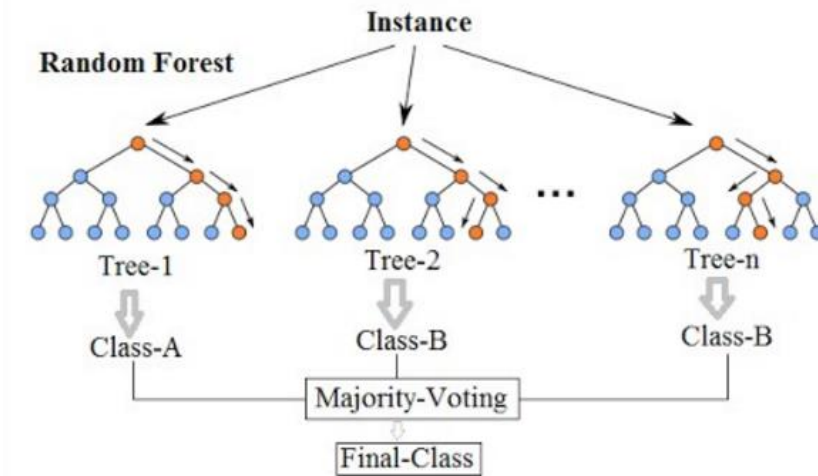 Instance
Random Forest
...
Tree-1
Tree-2
Tree-n
Class-A
Class-B
Class-B
Majority-Voting
Final-Class